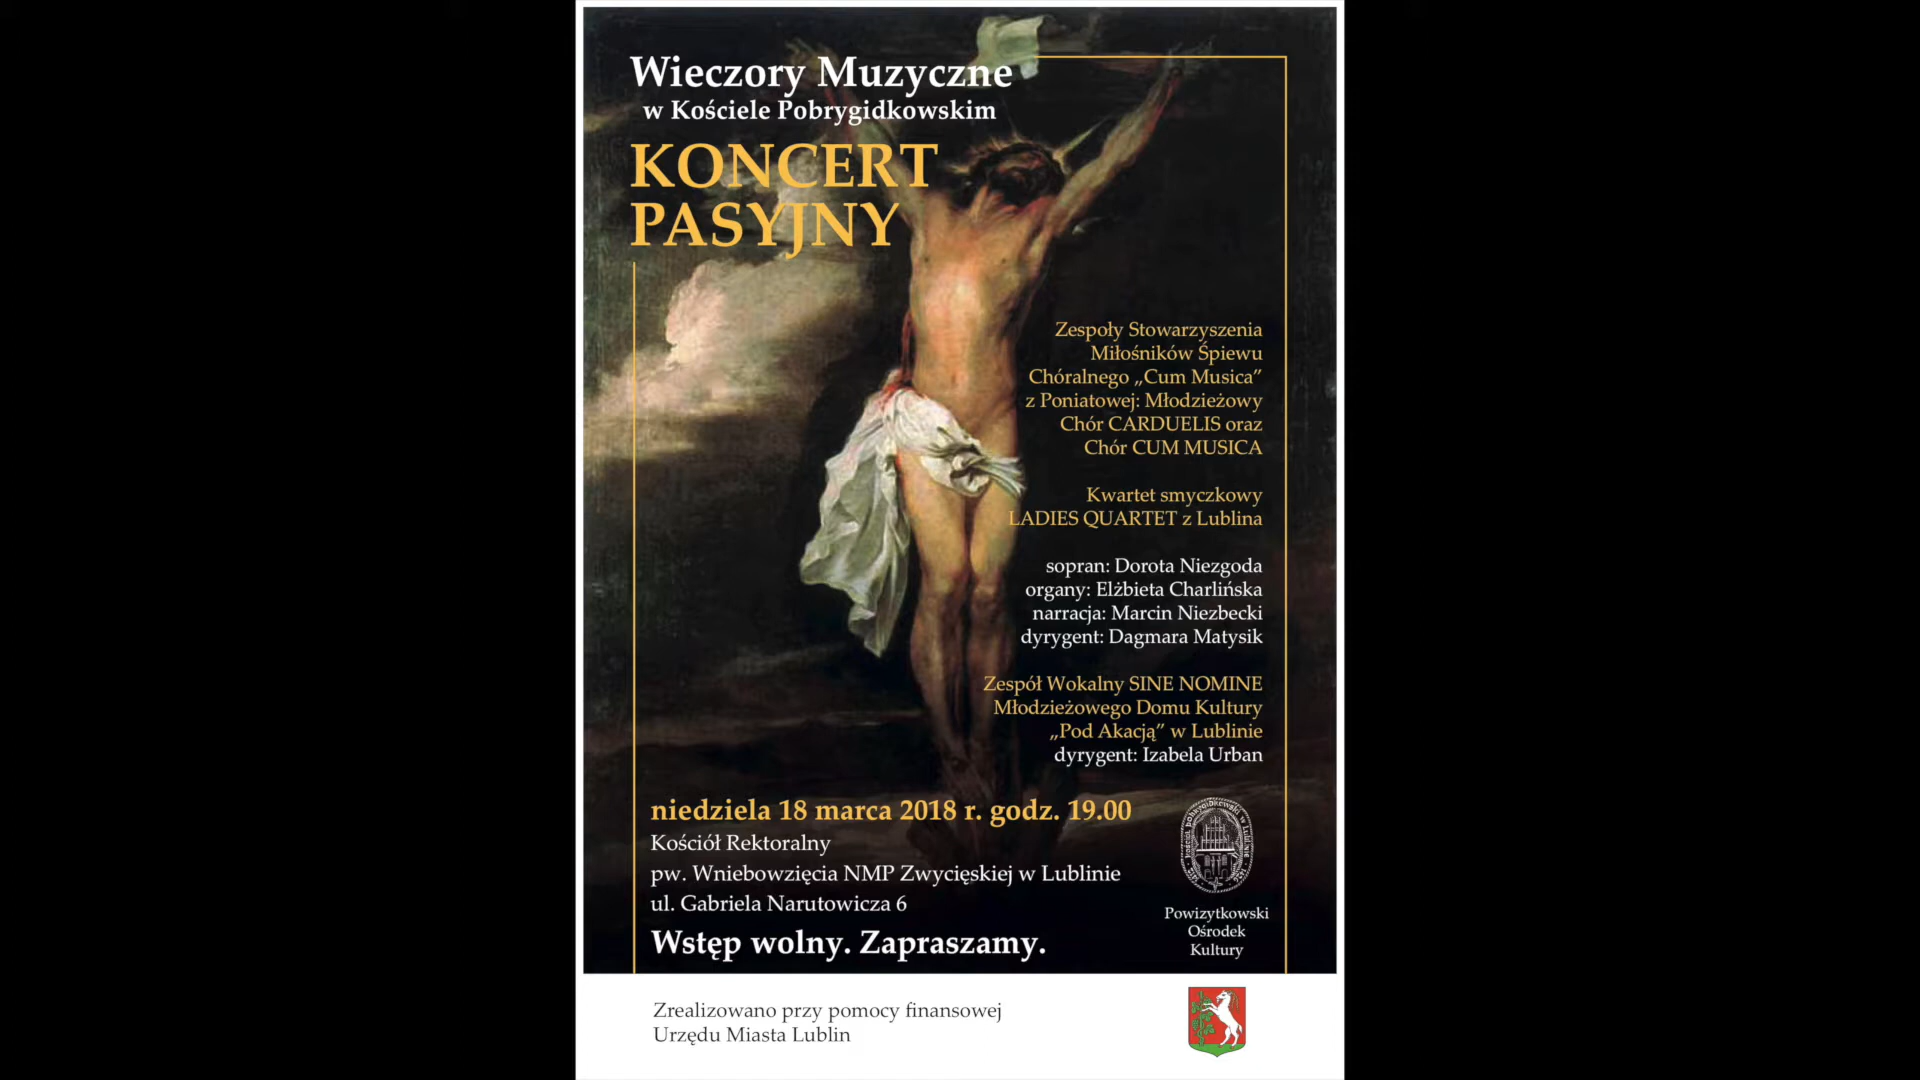 Wieczory Muzyczne
w Kościele Pobrygidkowskim
KONCERT
PASYJNY
Zespoły Stowarzyszenia
Miłośników Śpiewu
Chóralnego „Cum Musica”
z Poniatowej: Młodzieżowy
Chór CARDUELIS oraz
Chór CUM MUSICA
Kwartet smyczkowy
LADIES QUARTET z Lublina
sopran: Dorota Niezgoda
organy: Elżbieta Charlińska
narracja: Marcin Niezbecki
dyrygent: Dagmara Matysik
Zespół Wokalny SINE NOMINE
Młodzieżowego Domu Kultury
„Pod Akacją” w Lublinie
dyrygent: Izabela Urban
niedziela 18 marca 2018 r. godz. 19.00
Kościół Rektoralny
pw. Wniebowzięcia NMP Zwycięskiej w Lublinie
ul. Gabriela Narutowicza 6
Wstęp wolny. Zapraszamy.
Powizytkowski
Ośrodek
Kultury
Zrealizowano przy pomocy finansowej
Urzędu Miasta Lublin